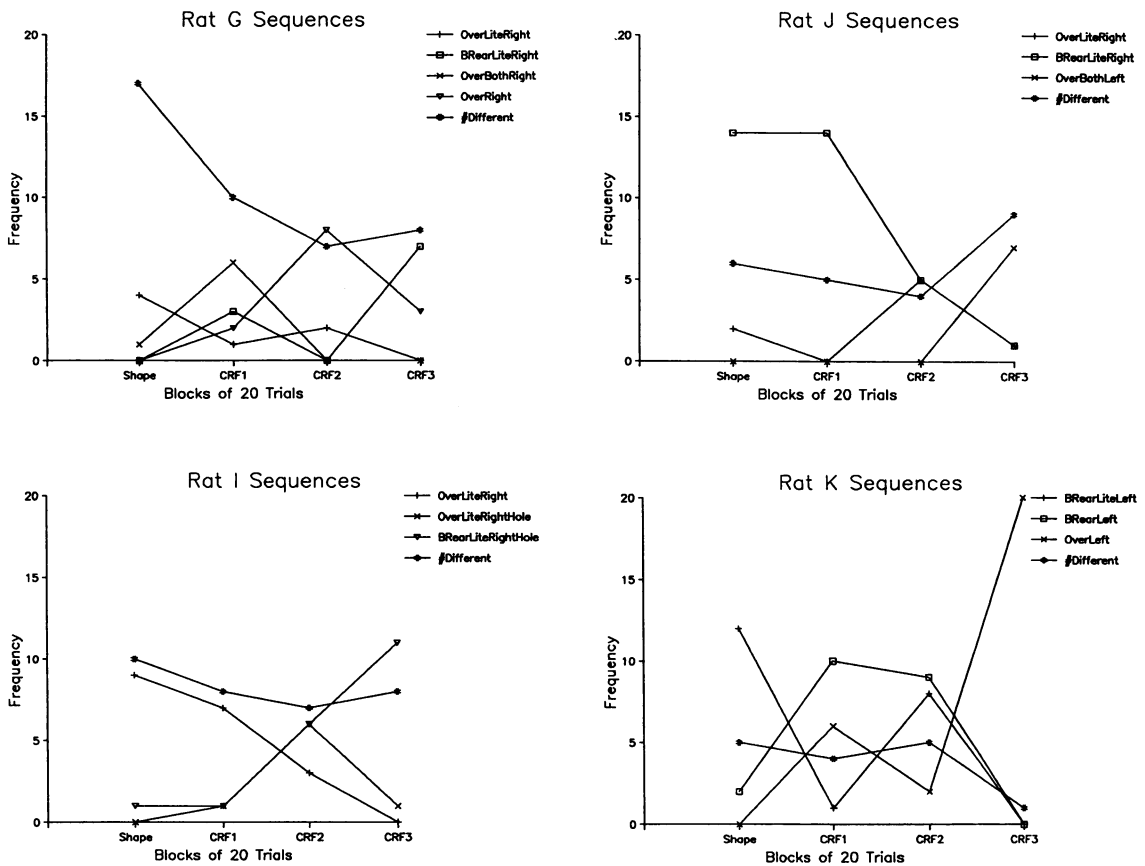 Rat G Sequences
OverLiteRight
BRearLiteRight
OverBothRight
OverRight
#Different
20
15
10
5
0
Frequency
Shape CRF1 CRF2 CRF3
Blocks of 20 Trials
Rat J Sequences
OverLiteRight
BRearLiteRight
OverBothLeft
#Different
20
15
10
5
0
Frequency
Shape CRF1 CRF2 CRF3
Blocks of 20 Trials
Rat I Sequences
OverLiteRight
OverLiteRightHole
BRearLiteRightHole
#Different
20
15
10
5
0
Frequency
Shape CRF1 CRF2 CRF3
Blocks of 20 Trials
Rat K Sequences
BRearLiteLeft
BRearLeft
OverLeft
#Different
20
15
10
5
0
Frequency
Shape CRF1 CRF2 CRF3
Blocks of 20 Trials